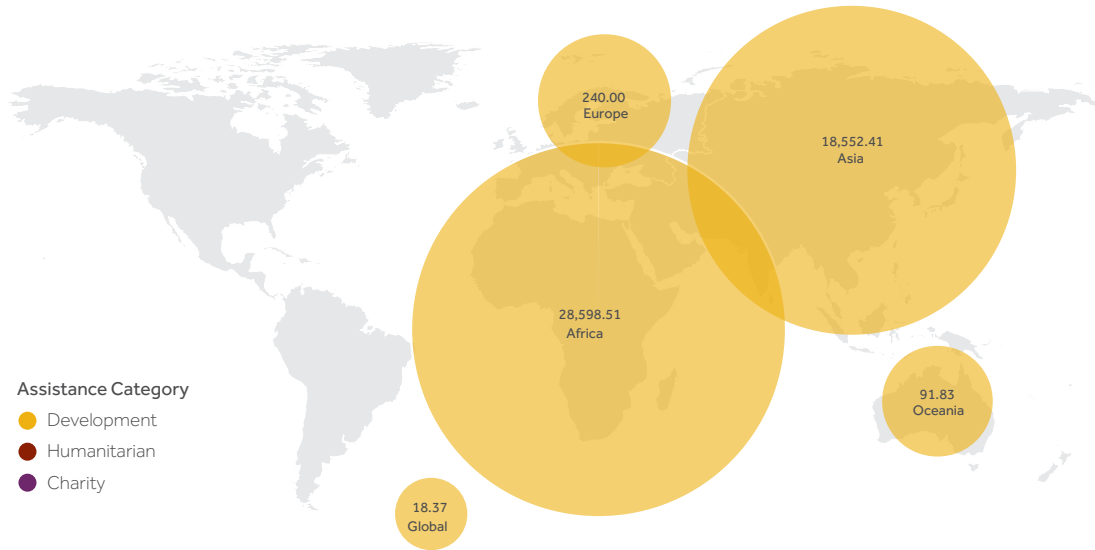 240.00
Europe
18,552.41
Asia
28,598.51
Africa
Assistance Category
Development
Humanitarian
Charity
91.83
Oceania
18.37
Global